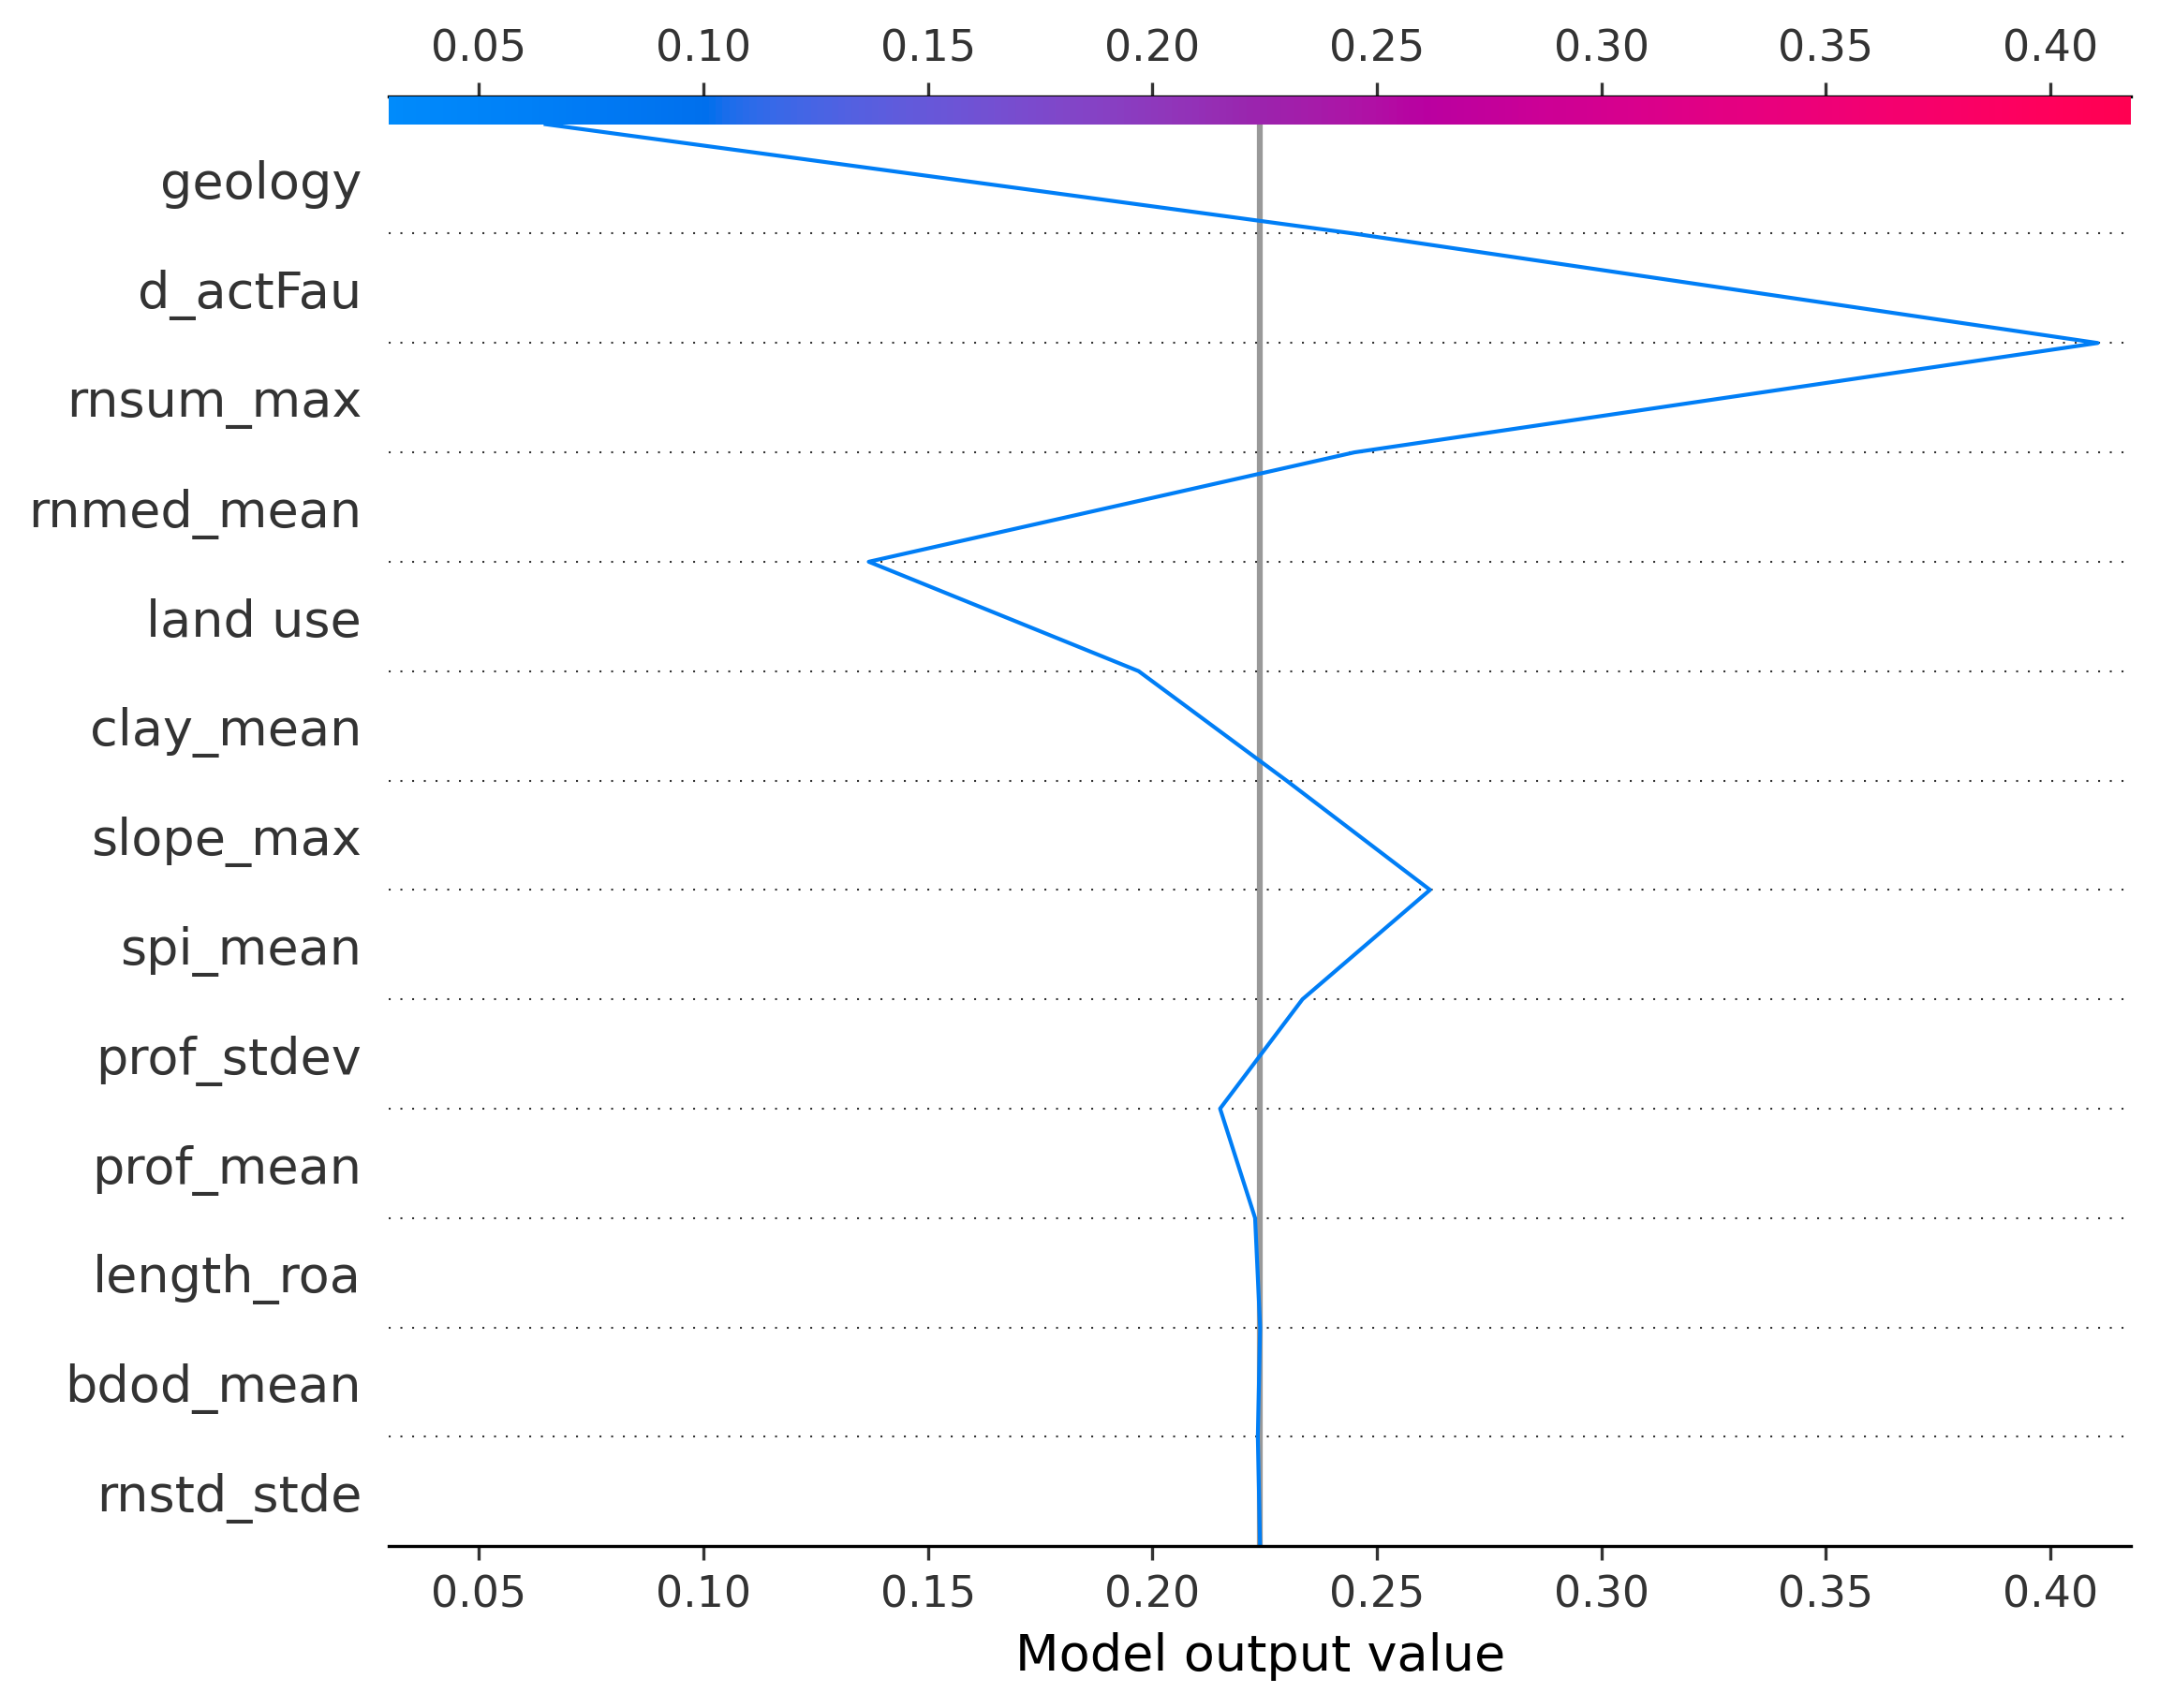 0.05 0.10 0.15 0.20 0.25 0.30 0.35 0.40
geology
d_actFau
rnsum_max
rnmed_mean
land use
clay_mean
slope_max
spi_mean
prof_stdev
prof_mean
length_roa
bdod_mean
rnstd_stde
0.05 0.10 0.15 0.20 0.25 0.30 0.35 0.40
Model output value